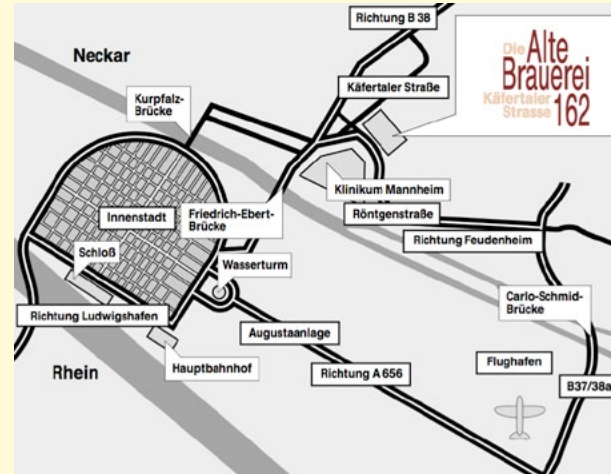 Richtung B 38
Die Alte
Brauerei
Käfertaler
Strasse 162
Neckar
Käfertaler Straße
Kurpfalz-
Brücke
Klinikum Mannheim
Innenstadt
Friedrich-Ebert-
Brücke
Röntgenstraße
Richtung Feudenheim
Schloß
Wasserturm
Carlo-Schmid-
Brücke
Richtung Ludwigshafen
Augustaanlage
Flughafen
Hauptbahnhof
Rhein
Richtung A 656
B37/38a